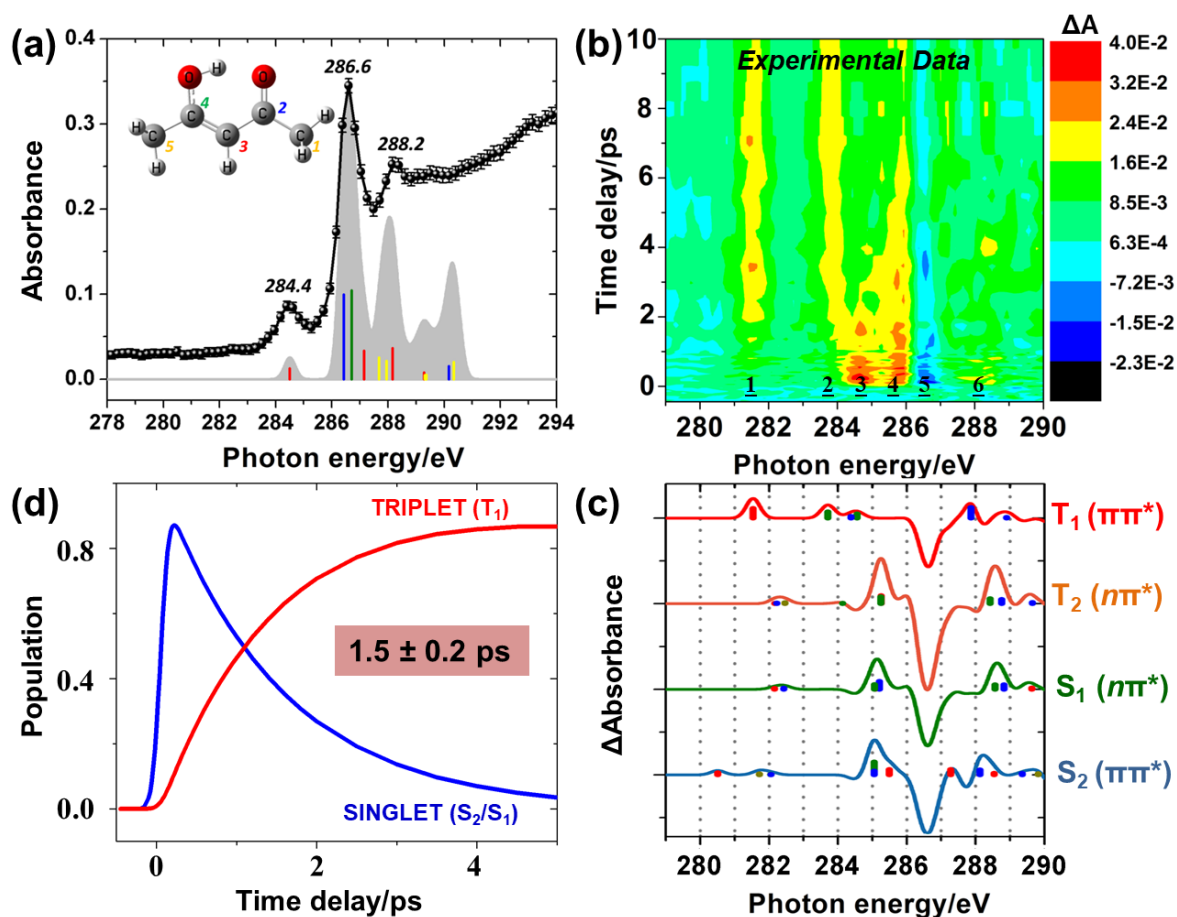 (a)
0.4
0.3
0.2
0.1
0.0
Absorbance
286.6
288.2
284.4
O H O
4 2
C C C C C
5 3 1
H H H H H
278 280 282 284 286 288 290 292 294
Photon energy/eV
(b)
Experimental Data
10
8
6
4
2
0
Time delay/ps
1 2 3 4 5 6
280 282 284 286 288 290
Photon energy/eV
ΔA
4.0E-2
3.2E-2
2.4E-2
1.6E-2
8.5E-3
6.3E-4
-7.2E-3
-1.5E-2
-2.3E-2
(d)
0.8
0.4
0.0
Population
TRIPLET (T₁)
1.5 ± 0.2 ps
SINGLET (S₂/S₁)
0 2 4
Time delay/ps
(c)
ΔAbsorbance
T₁ (ππ*)
T₂ (nπ*)
S₁ (nπ*)
S₂ (ππ*)
280 282 284 286 288 290
Photon energy/eV